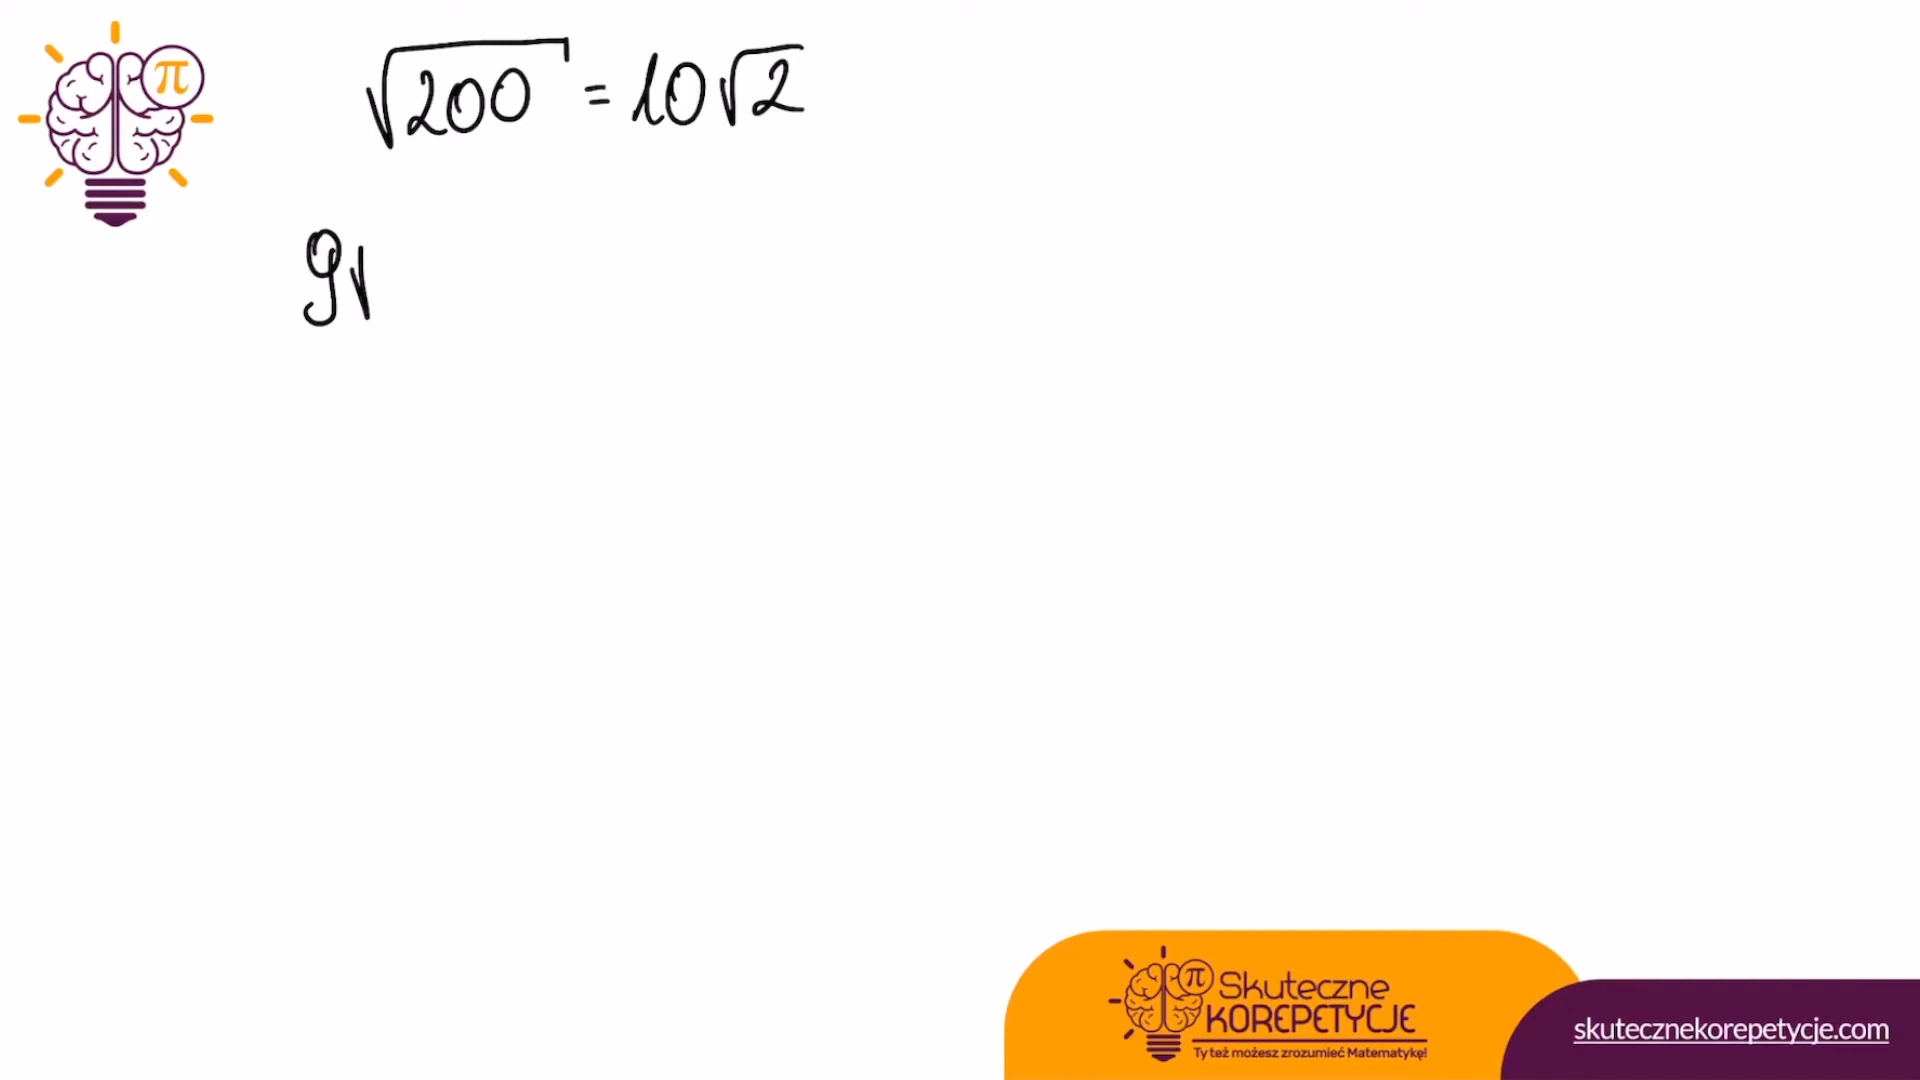 π
√200 = 10√2
9√
π Skuteczne
KOREPETYCJE
Ty też możesz zrozumieć Matematykę!
skutecznekorepetycje.com